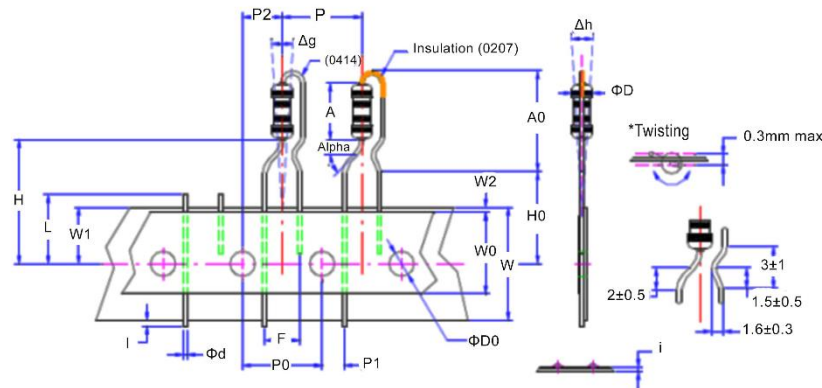 P2
P
Δg
(0414)
Insulation (0207)
Δh
ΦD
A
A0
*Twisting
0.3mm max
Alpha
H
L
W1
W2
H0
W0
W
3±1
2±0.5
1.5±0.5
1.6±0.3
I
F
ΦD0
Φd
P0
P1
i